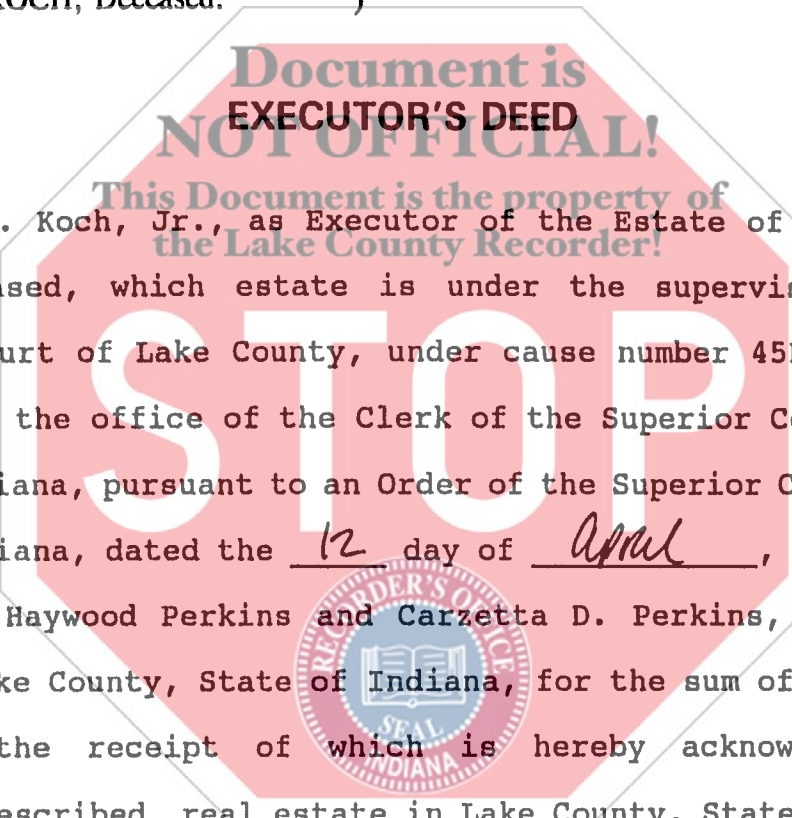 KOCH, Deceased. )
Document is
EXECUTOR'S DEED
NOT OFFICIAL!
This Document is the property of
. Koch, Jr., as Executor of the Estate of
the Lake County Recorder!
ased, which estate is under the supervis
ourt of Lake County, under cause number 45
the office of the Clerk of the Superior C
iana, pursuant to an Order of the Superior C
iana, dated the 12 day of April,
Haywood Perkins and Carzetta D. Perkins,
ke County, State of Indiana, for the sum of
the receipt of which is hereby acknow
escribed real estate in Lake County, State
STOP
RECORDER'S OFFICE
SEAL
INDIANA